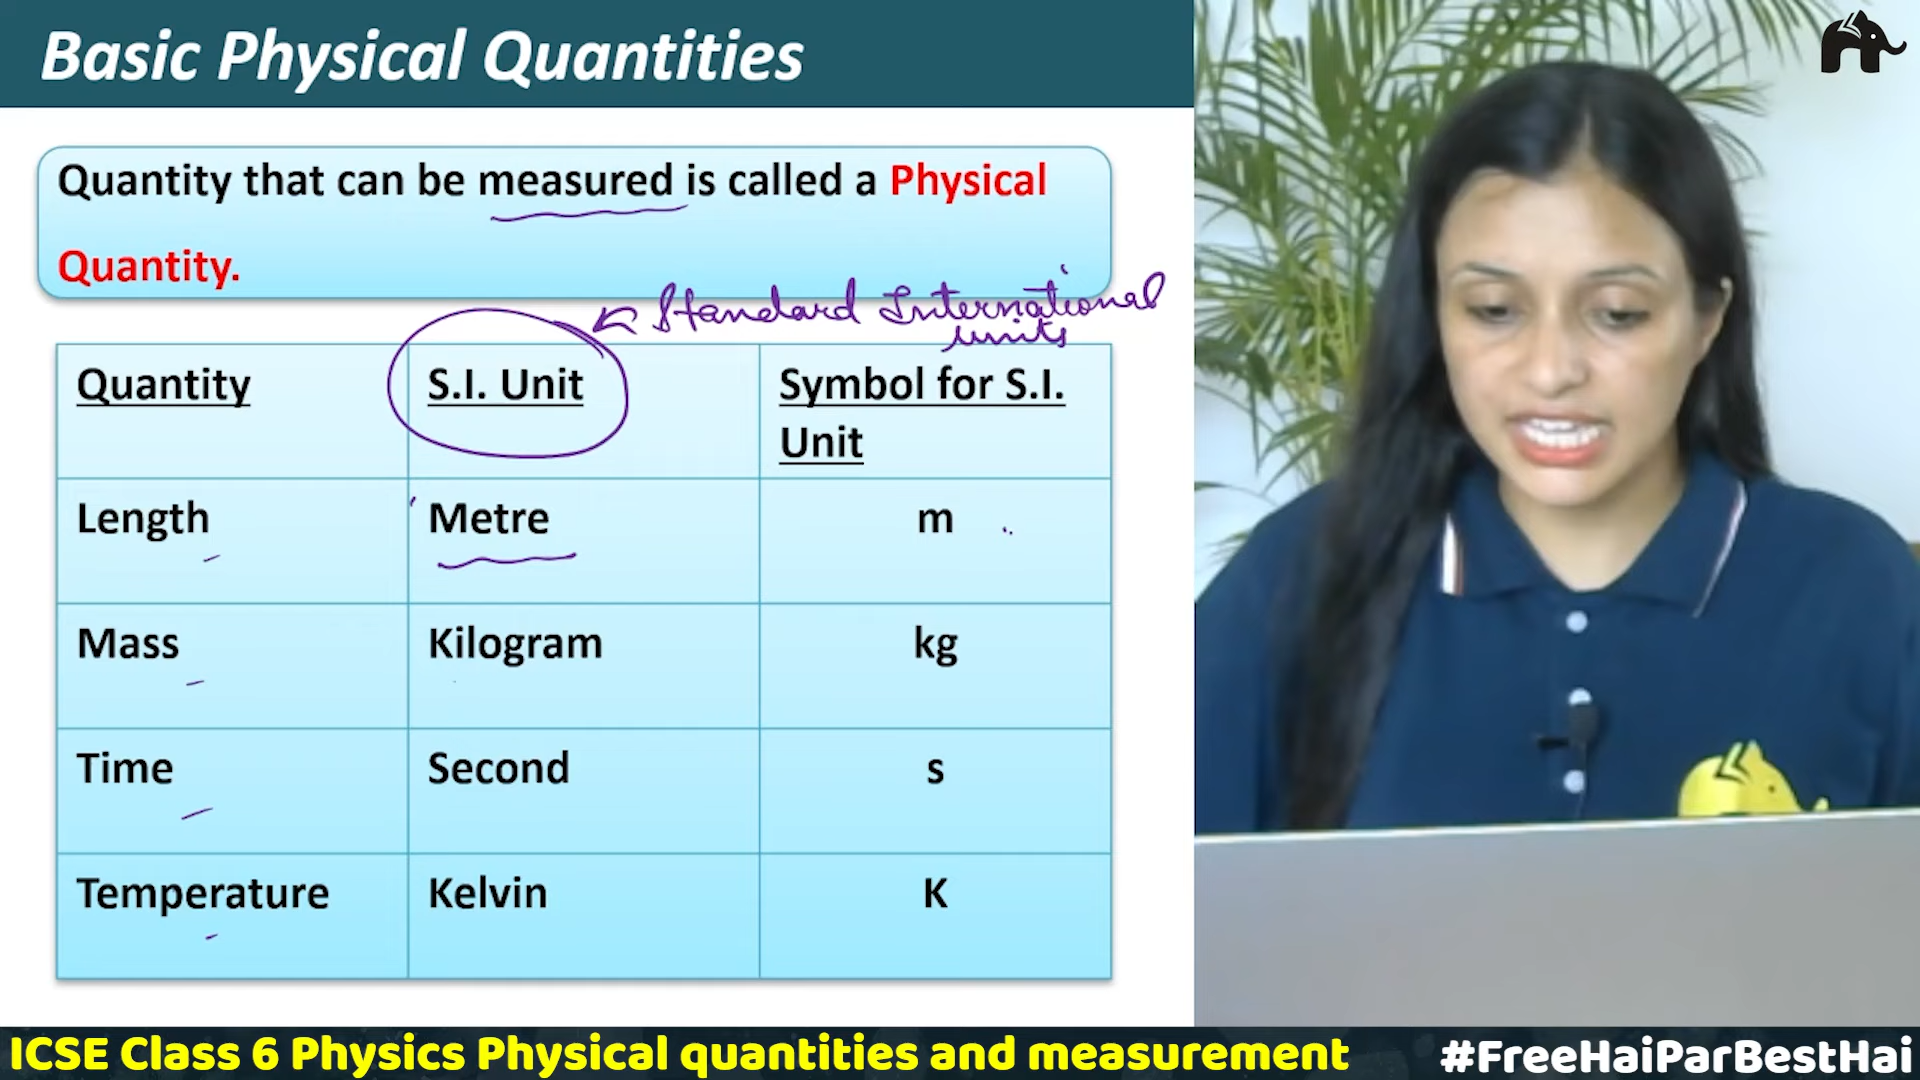 Basic Physical Quantities
Quantity that can be measured is called a Physical
Quantity.
Standard International
units
Quantity
S.I. Unit
Symbol for S.I.
Unit
Length
Metre
m
Mass
Kilogram
kg
Time
Second
s
Temperature
Kelvin
K
ICSE Class 6 Physics Physical quantities and measurement
#FreeHaiParBestHai